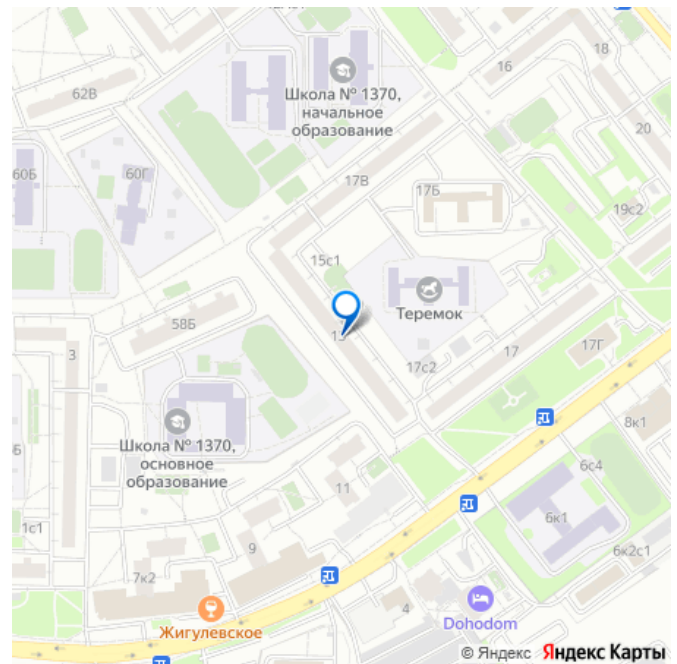 62В
Школа № 1370,
начальное
образование
16
18
20
60Б
60Г
17В
17Б
19с2
15с1
Теремок
58Б
3
17с2
17
17Г
8к1
Школа № 1370,
основное
образование
11
6с4
6к1
1с1
9
7к2
6к2с1
4
Жигулевское
Dohodom
© Яндекс Яндекс Карты